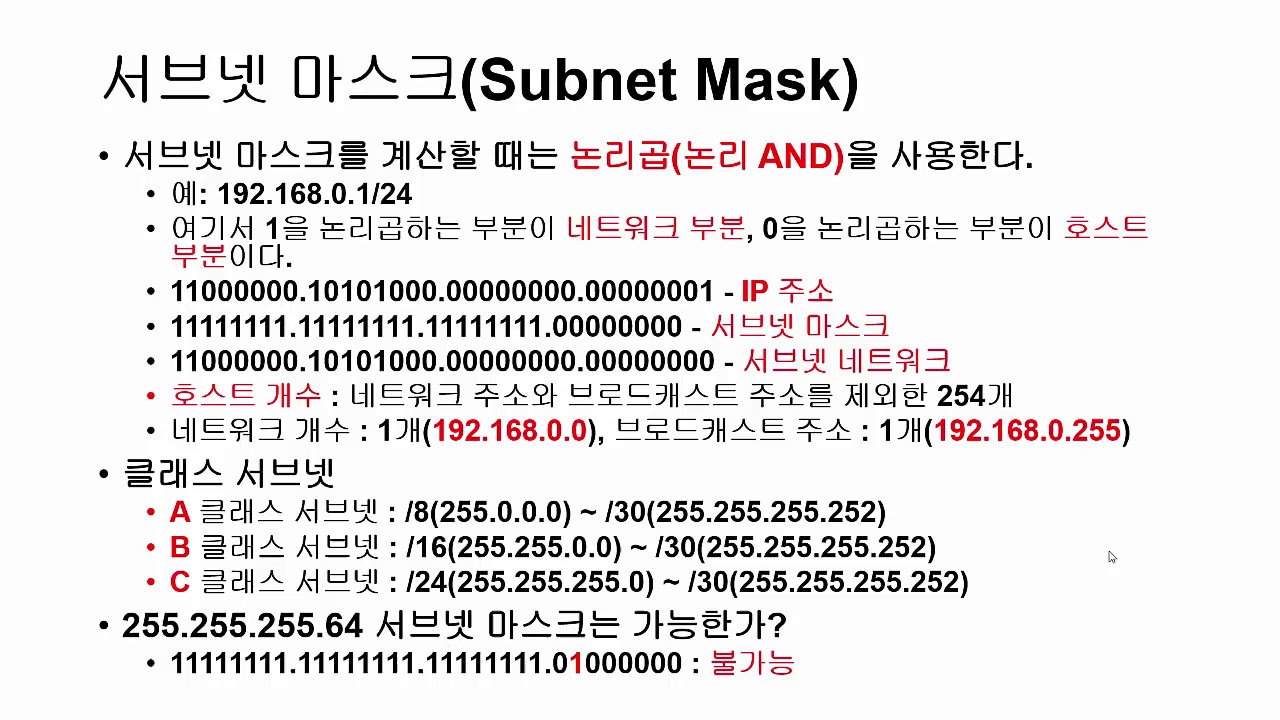 서브넷 마스크(Subnet Mask)
• 서브넷 마스크를 계산할 때는 논리곱(논리 AND)을 사용한다.
• 예: 192.168.0.1/24
• 여기서 1을 논리곱하는 부분이 네트워크 부분, 0을 논리곱하는 부분이 호스트
부분이다.
• 11000000.10101000.00000000.00000001 - IP 주소
• 11111111.11111111.11111111.00000000 - 서브넷 마스크
• 11000000.10101000.00000000.00000000 - 서브넷 네트워크
• 호스트 개수 : 네트워크 주소와 브로드캐스트 주소를 제외한 254개
• 네트워크 개수 : 1개(192.168.0.0), 브로드캐스트 주소 : 1개(192.168.0.255)
• 클래스 서브넷
• A 클래스 서브넷 : /8(255.0.0.0) ~ /30(255.255.255.252)
• B 클래스 서브넷 : /16(255.255.0.0) ~ /30(255.255.255.252)
• C 클래스 서브넷 : /24(255.255.255.0) ~ /30(255.255.255.252)
• 255.255.255.64 서브넷 마스크는 가능한가?
• 11111111.11111111.11111111.01000000 : 불가능